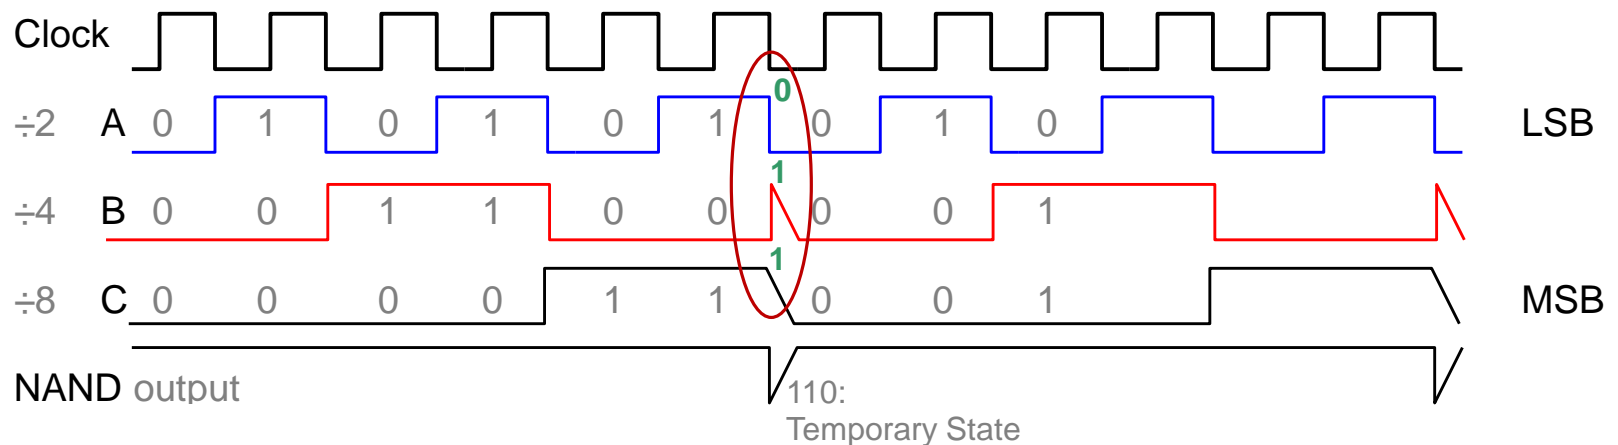 Clock
0
÷2 A 0 1 0 1 0 1 0 1 0 LSB
1
÷4 B 0 0 1 1 0 0 0 0 1
1
÷8 C 0 0 0 0 1 1 0 0 1 MSB
NAND output
110:
Temporary State